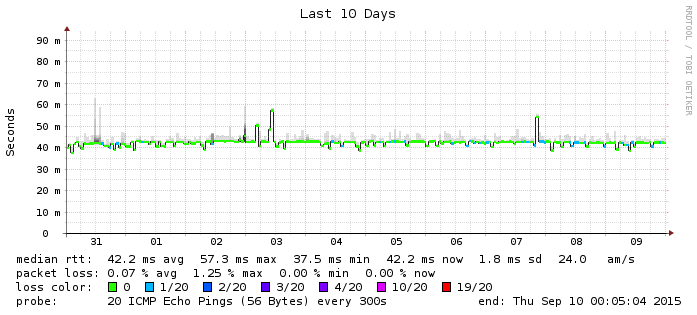 Last 10 Days
RRDTOOL / TOBI OETIKER
Seconds
90 m
80 m
70 m
60 m
50 m
40 m
30 m
20 m
10 m
0
31 01 02 03 04 05 06 07 08 09
median rtt: 42.2 ms avg 57.3 ms max 37.5 ms min 42.2 ms now 1.8 ms sd 24.0 am/s
packet loss: 0.07 % avg 1.25 % max 0.00 % min 0.00 % now
loss color: 0 1/20 2/20 3/20 4/20 10/20 19/20
probe: 20 ICMP Echo Pings (56 Bytes) every 300s end: Thu Sep 10 00:05:04 2015